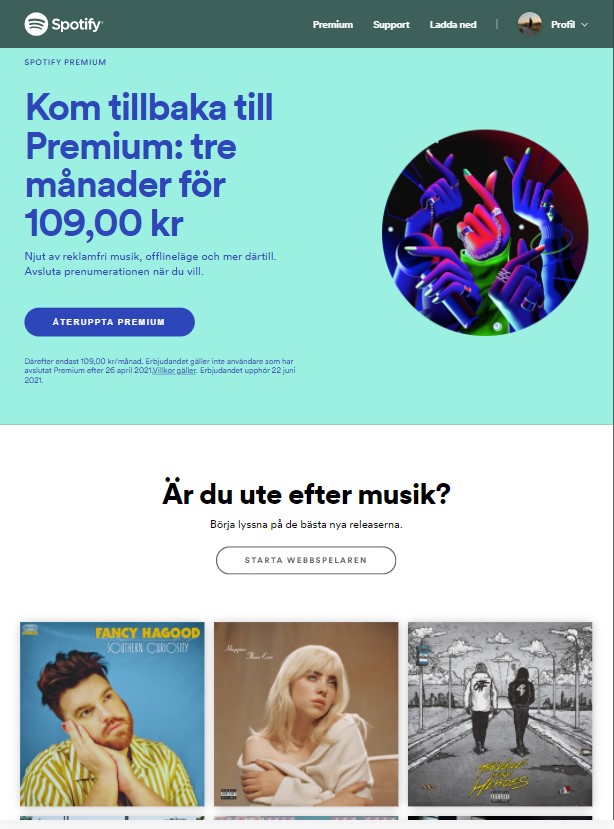 Spotify
Premium Support Ladda ned | Profil
SPOTIFY PREMIUM
Kom tillbaka till
Premium: tre
månader för
109,00 kr
Njut av reklamfri musik, offlineläge och mer därtill.
Avsluta prenumerationen när du vill.
ÅTERUPPTA PREMIUM
Därefter endast 109,00 kr/månad. Erbjudandet gäller inte användare som har
avslutat Premium efter 26 april 2021.Villkor gäller. Erbjudandet upphör 22 juni
2021.
Är du ute efter musik?
Börja lyssna på de bästa nya releaserna.
STARTA WEBBSPELAREN
FANCY HAGOOD
SOUTHERN CURIOSITY
Happier
Than Ever
HEROES